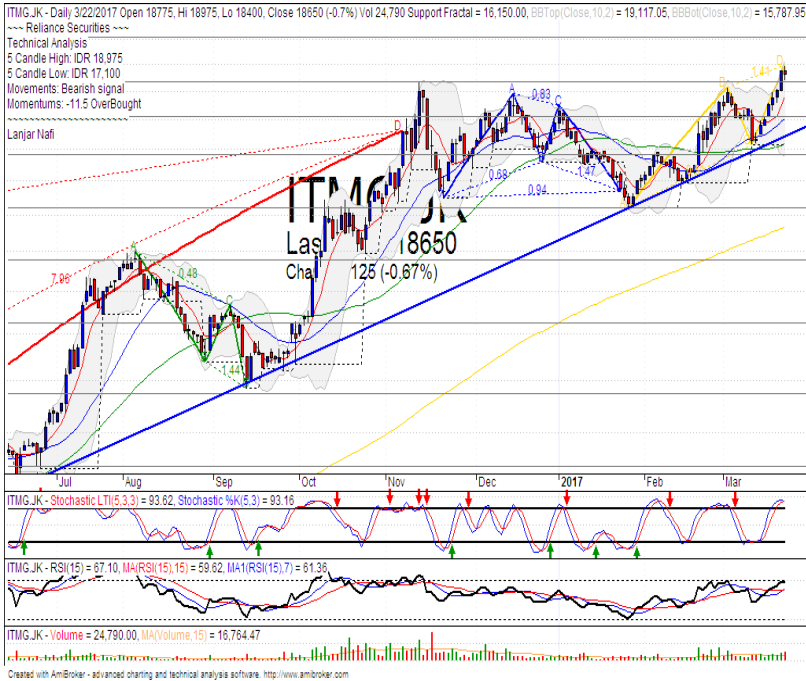 ITMG.JK - Daily 3/22/2017 Open 18775, Hi 18975, Lo 18400, Close 18650 (-0.7%) Vol 24,790 Support Fractal = 16,150.00, BBTop(Close,10,2) = 19,117.05, BBBot(Close,10,2) = 15,787.95
~~~ Reliance Securities ~~~
Technical Analysis
5 Candle High: IDR 18,975
5 Candle Low: IDR 17,100
Movements: Bearish signal
Momentums: -11.5 OverBought
~~~~~~~~~~~~~~~~~~~~
Lanjar Nafi
D 1.41
B
A 0.83 C
D
0.68 1.47
0.94
ITMG.JK
Las 18650
Cha 125 (-0.67%)
7.06 A 0.48 C
1.44
Jul Aug Sep Oct Nov Dec 2017 Feb Mar
ITMG.JK - Stochastic LTI(5,3,3) = 93.62, Stochastic %K(5,3) = 93.16
ITMG.JK - RSI(15) = 67.10, MA(RSI(15),15) = 59.62, MA1(RSI(15),7) = 61.36
ITMG.JK - Volume = 24,790.00, MA(Volume,15) = 16,764.47
Created with AmiBroker - advanced charting and technical analysis software. http://www.amibroker.com